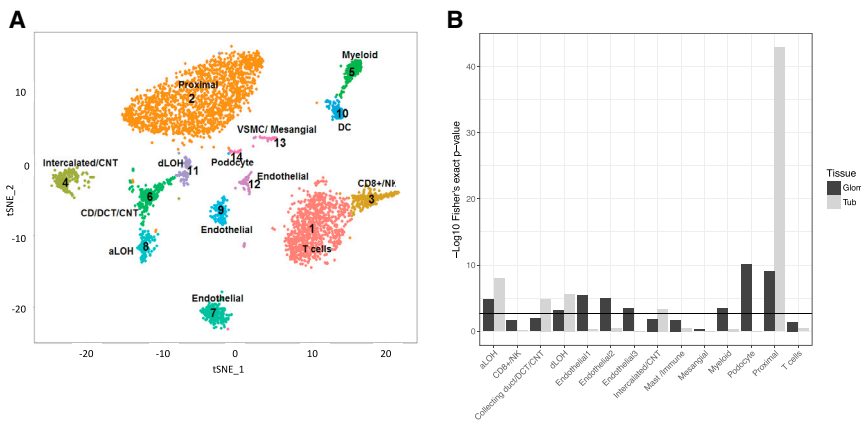 A
B
Myeloid
5
Proximal
2
10
DC
VSMC/ Mesangial
13
14
Podocyte
dLOH
11
Intercalated/CNT
4
Endothelial
12
CD8+/NK
3
6
CD/DCT/CNT
9
Endothelial
1
T cells
8
aLOH
Endothelial
7
10
0
-10
-20
tSNE_2
-20
-10
0
10
20
tSNE_1
40
30
20
10
0
−Log10 Fisher's exact p−value
aLOH
CD8+/NK
Collecting duct/DCT/CNT
dLOH
Endothelial1
Endothelial2
Endothelial3
Intercalated/CNT
Mast /Immune
Mesangial
Myeloid
Podocyte
Proximal
T cells
Tissue
Glom
Tub